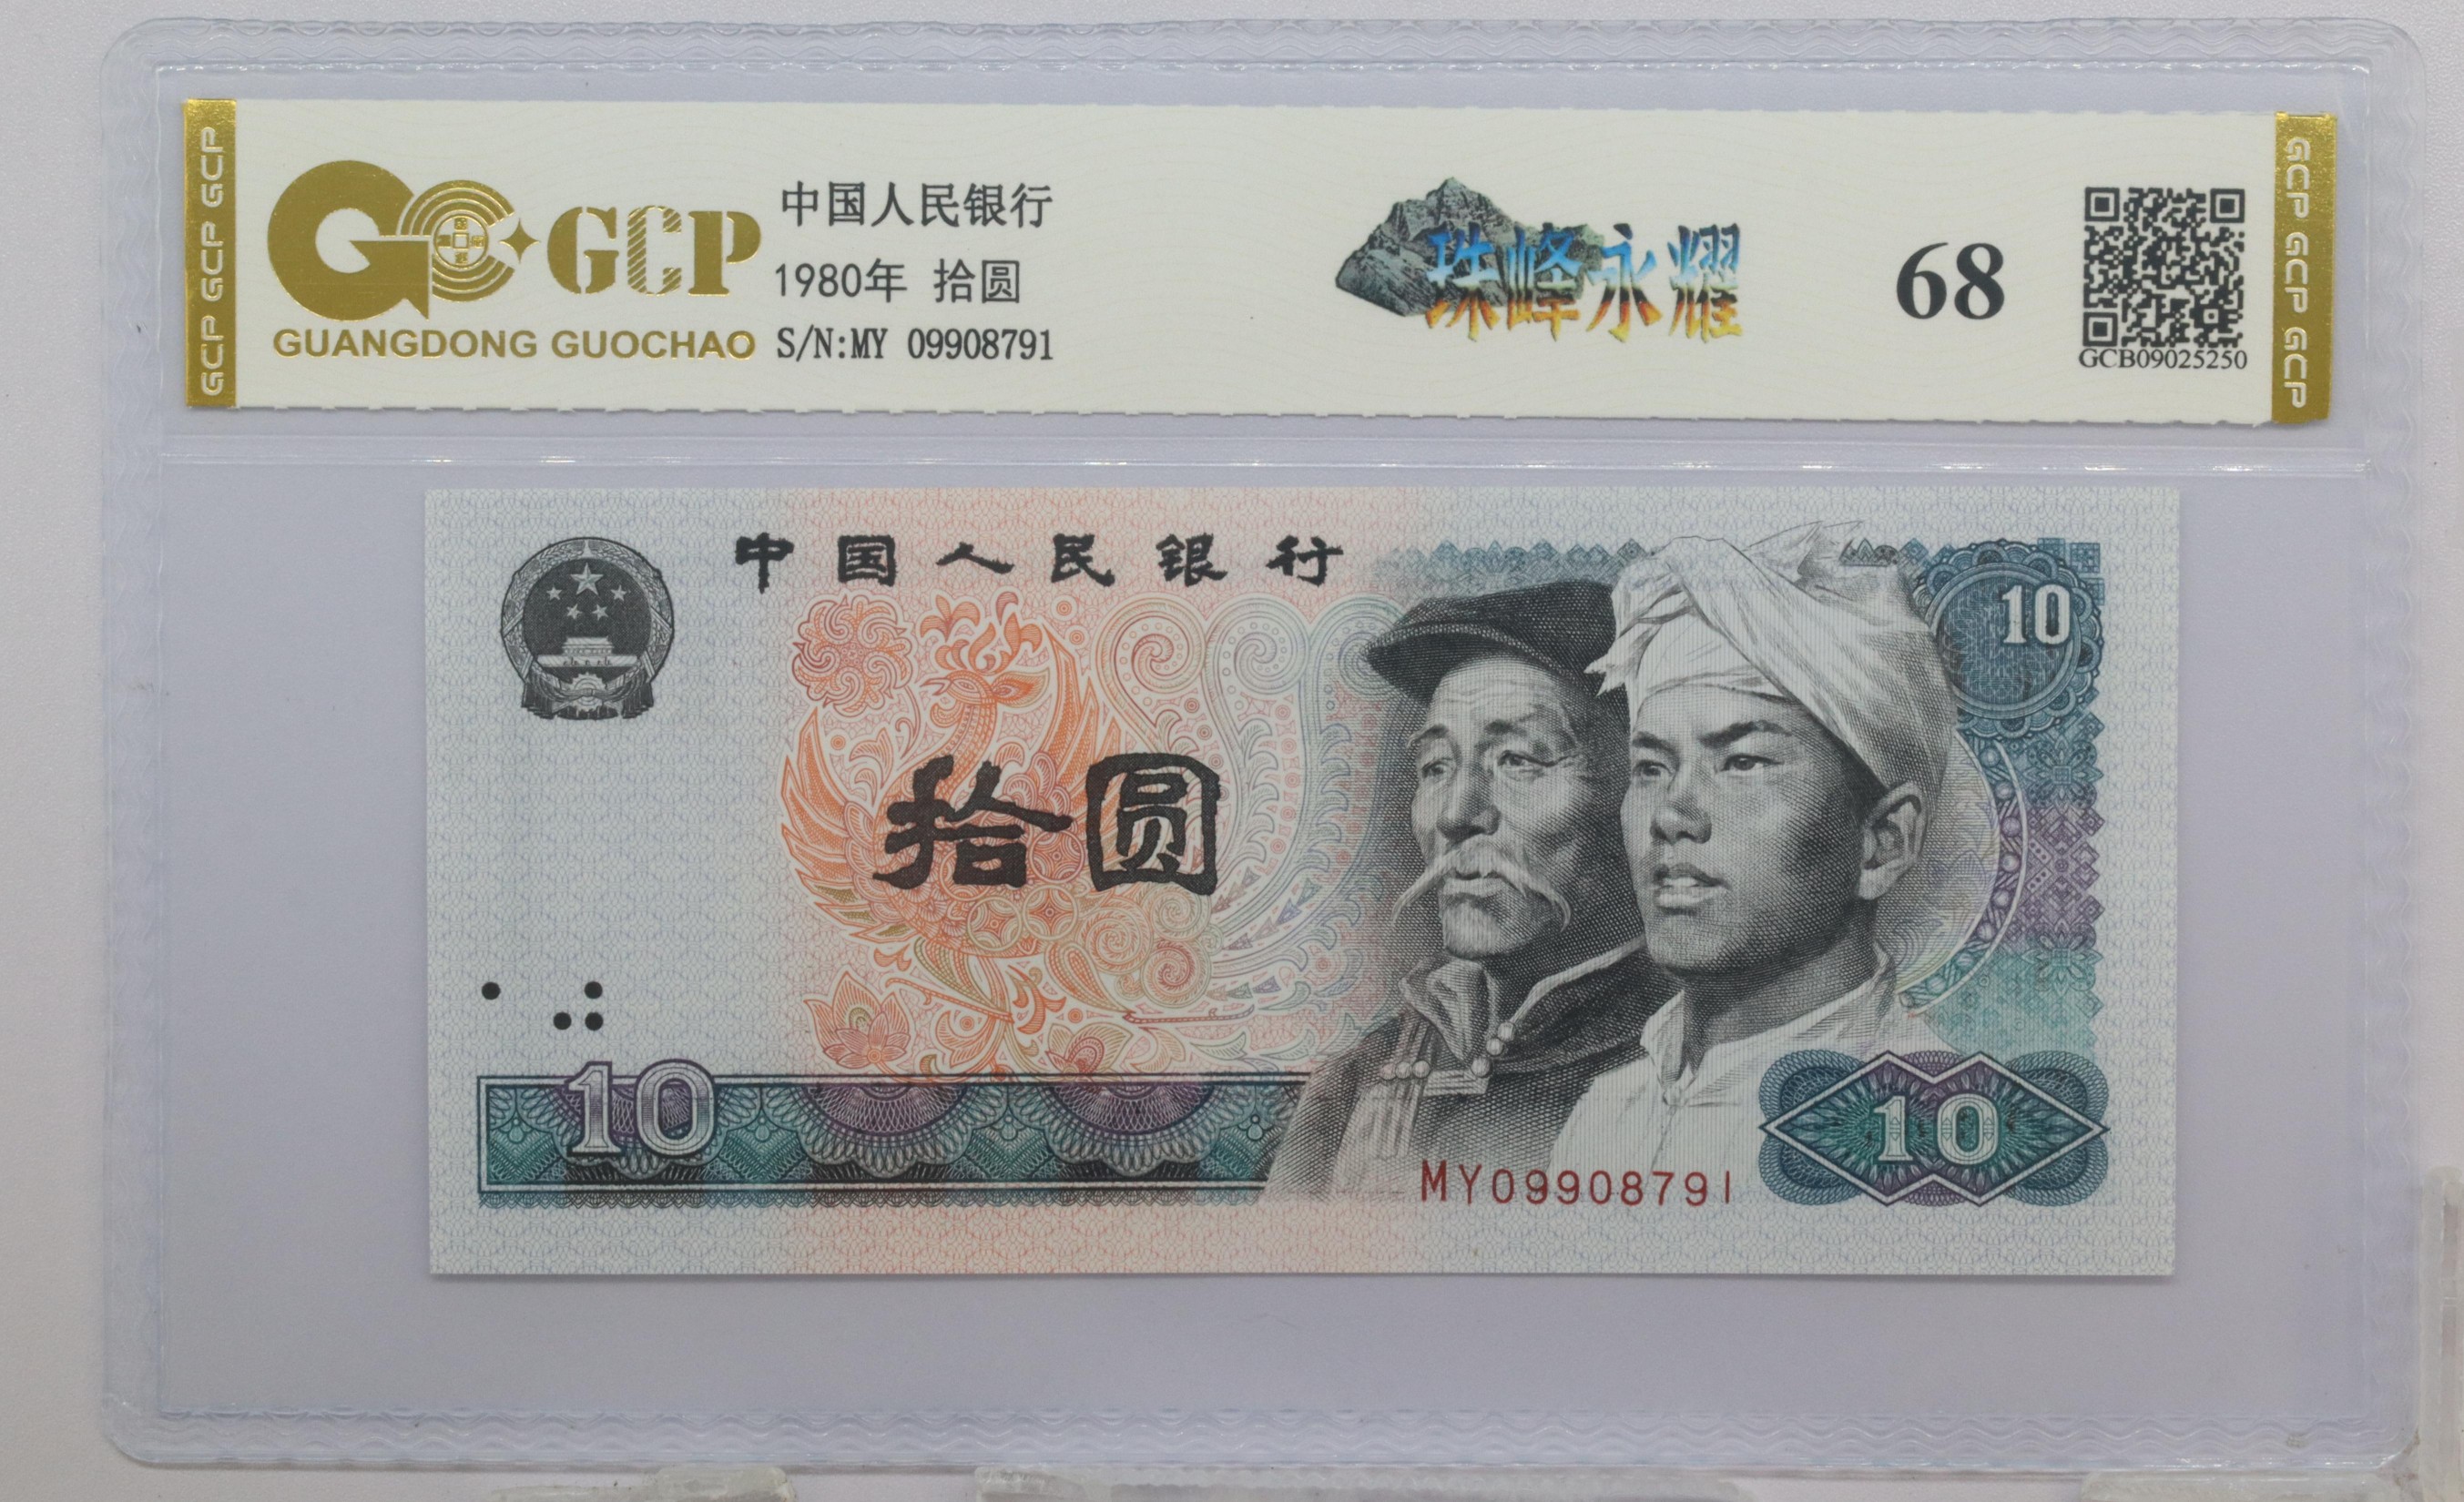 GCP GCP GCP
GCP
GUANGDONG GUOCHAO
中国人民银行
1980年 拾圆
S/N:MY 09908791
珠峰永耀
68
GCB09025250
GCP GCP GCP
中国人民银行
10
拾圆
10
MY09908791
10